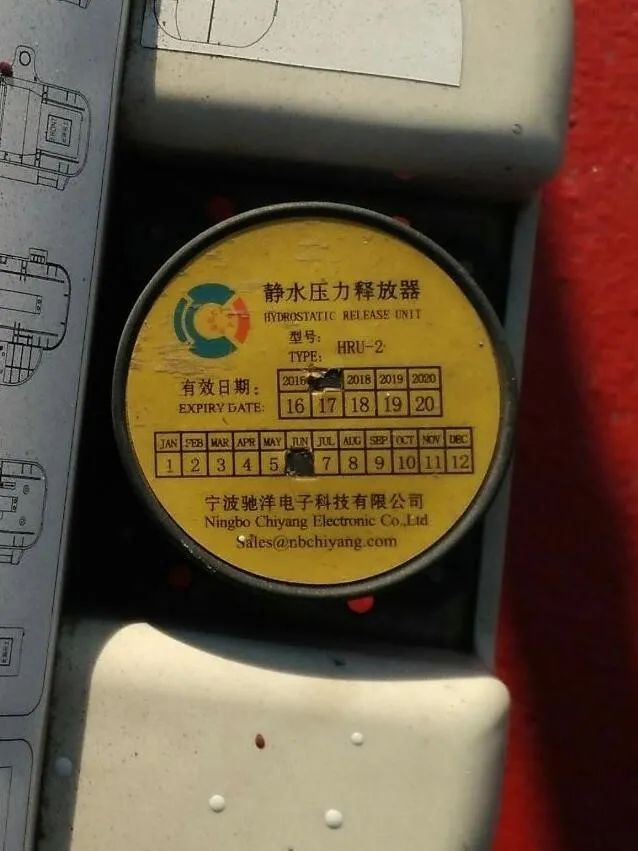 静水压力释放器
HYDROSTATIC RELEASE UNIT
型号:
TYPE: HRU-2
有效日期:
EXPIRY DATE:
2016 2018 2019 2020
16 17 18 19 20
JAN FEB MAR APR MAY JUN JUL AUG SEP OCT NOV DEC
1 2 3 4 5 7 8 9 10 11 12
宁波驰洋电子科技有限公司
Ningbo Chiyang Electronic Co.,Ltd
Sales@nbchiyang.com